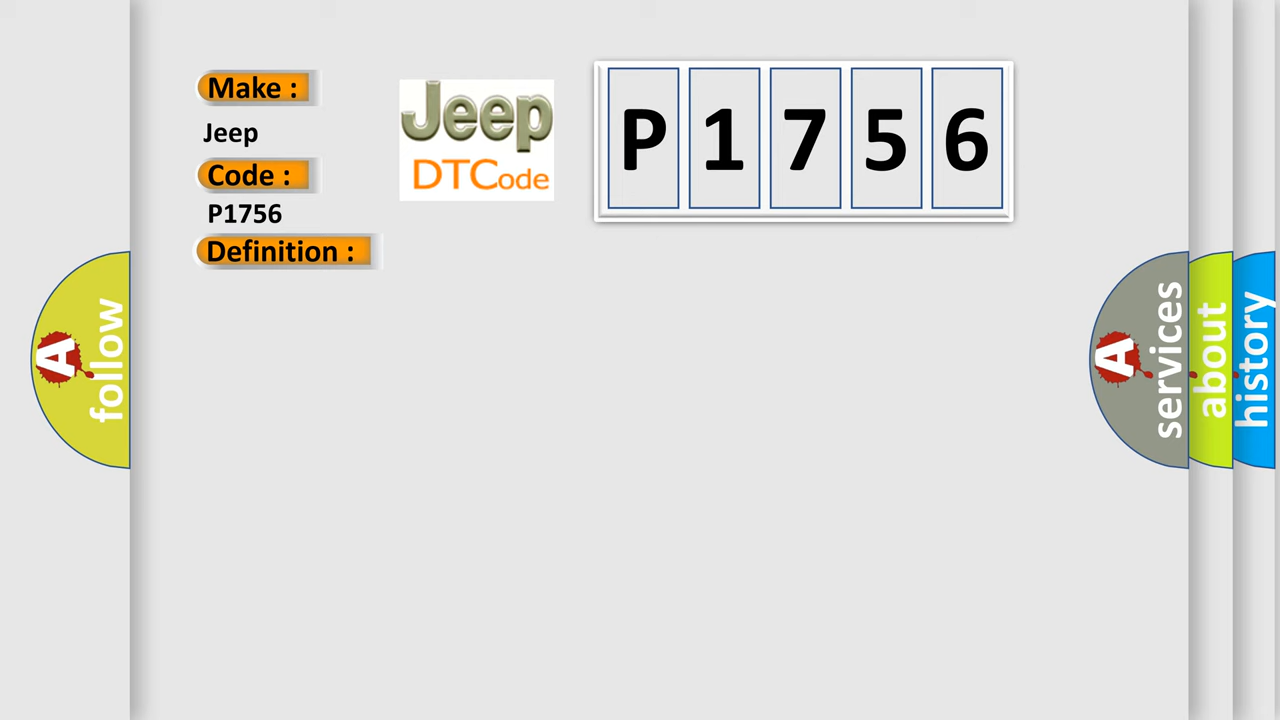 Make :
Jeep
Code :
P1756
Definition :
Jeep
DTCode
P 1 7 5 6
A follow
A services
about
history